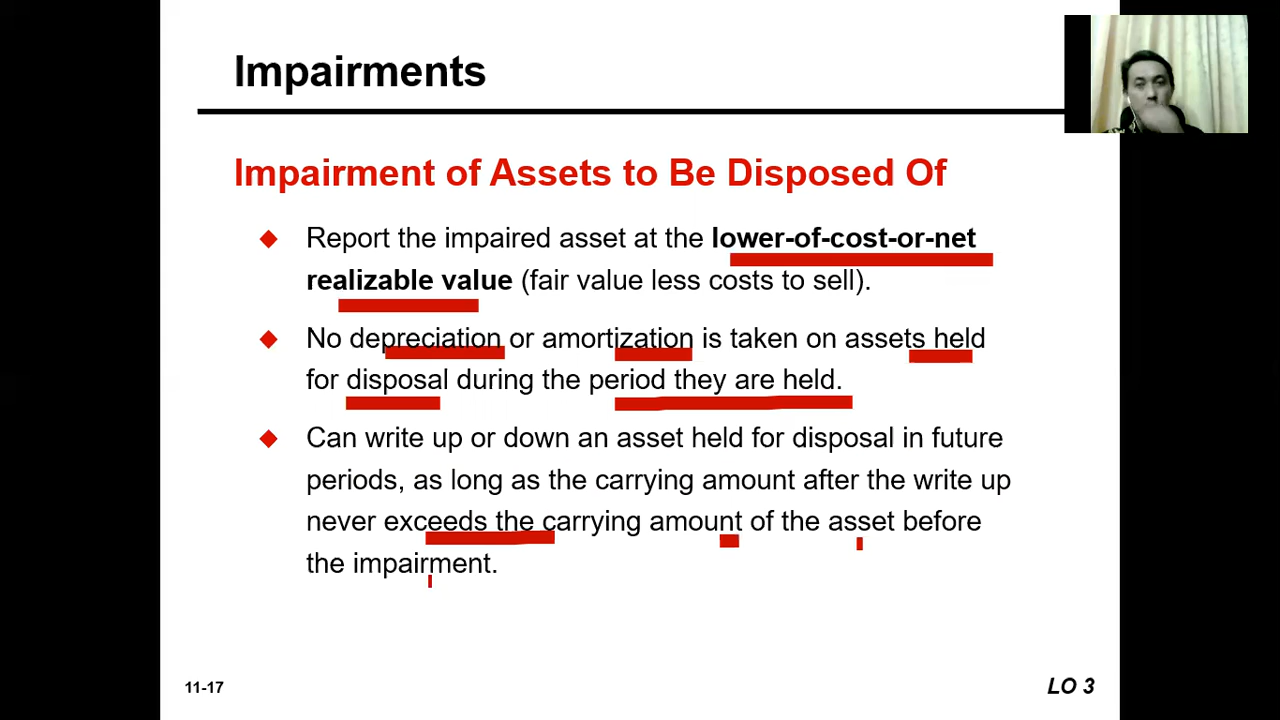 Impairments
Impairment of Assets to Be Disposed Of
Report the impaired asset at the lower-of-cost-or-net
realizable value (fair value less costs to sell).
No depreciation or amortization is taken on assets held
for disposal during the period they are held.
Can write up or down an asset held for disposal in future
periods, as long as the carrying amount after the write up
never exceeds the carrying amount of the asset before
the impairment.
11-17
LO 3